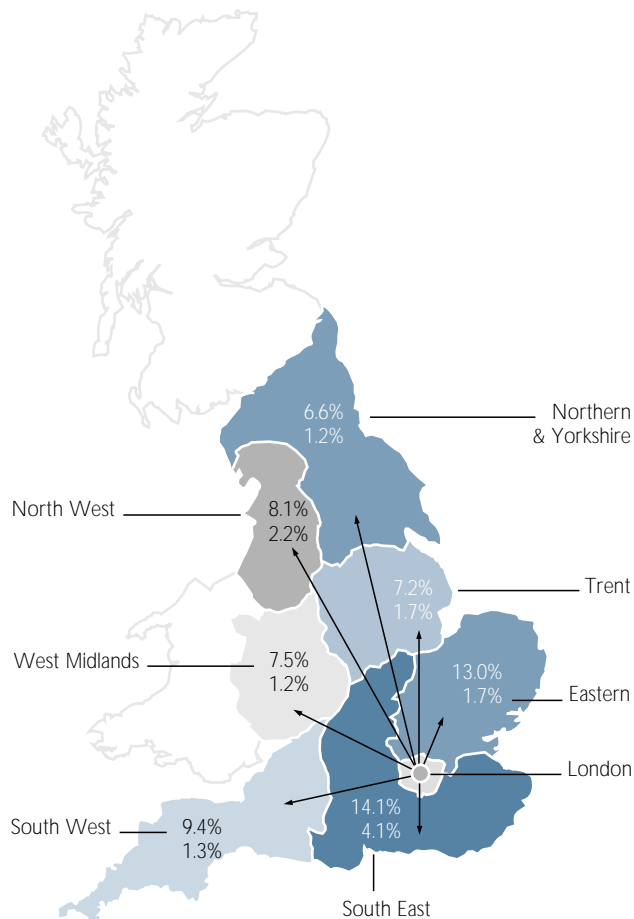 6.6%
1.2%
Northern
& Yorkshire
North West
8.1%
2.2%
7.2%
1.7%
Trent
West Midlands
7.5%
1.2%
13.0%
1.7%
Eastern
London
South West
9.4%
1.3%
14.1%
4.1%
South East